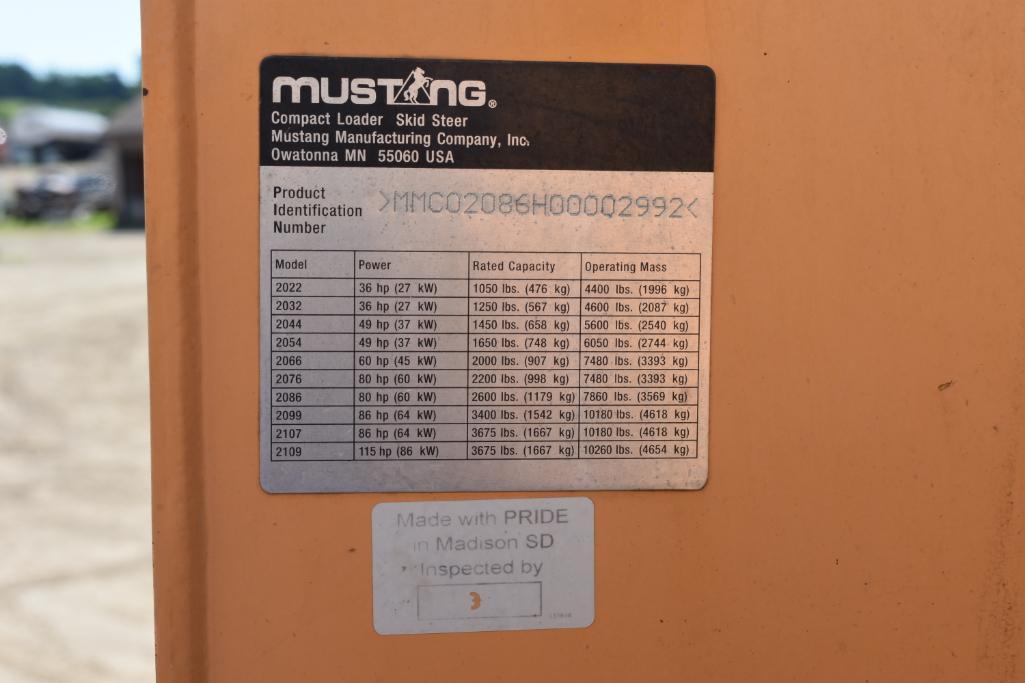 MUSTANG®
Compact Loader Skid Steer
Mustang Manufacturing Company, Inc.
Owatonna MN 55060 USA
Product
Identification
Number
>MMC02086H00002992<
Model Power Rated Capacity Operating Mass
2022 36 hp (27 kW) 1050 lbs. (476 kg) 4400 lbs. (1996 kg)
2032 36 hp (27 kW) 1250 lbs. (567 kg) 4600 lbs. (2087 kg)
2044 49 hp (37 kW) 1450 lbs. (658 kg) 5600 lbs. (2540 kg)
2054 49 hp (37 kW) 1650 lbs. (748 kg) 6050 lbs. (2744 kg)
2066 60 hp (45 kW) 2000 lbs. (907 kg) 7480 lbs. (3393 kg)
2076 80 hp (60 kW) 2200 lbs. (998 kg) 7480 lbs. (3393 kg)
2086 80 hp (60 kW) 2600 lbs. (1179 kg) 7860 lbs. (3569 kg)
2099 86 hp (64 kW) 3400 lbs. (1542 kg) 10180 lbs. (4618 kg)
2107 86 hp (64 kW) 3675 lbs. (1667 kg) 10180 lbs. (4618 kg)
2109 115 hp (86 kW) 3675 lbs. (1667 kg) 10260 lbs. (4654 kg)
Made with PRIDE
in Madison SD
Inspected by
3